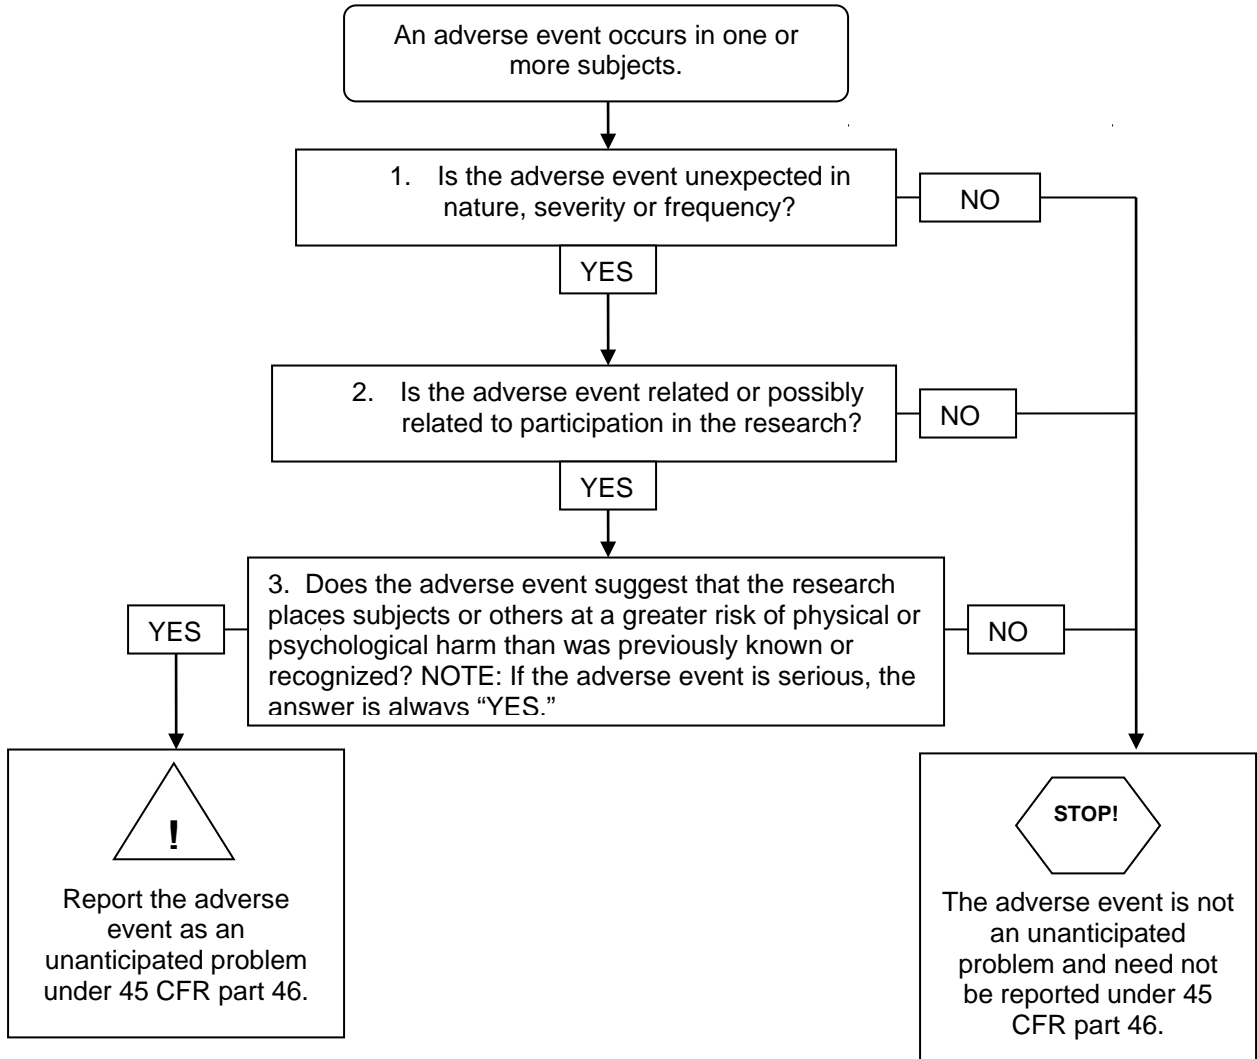 An adverse event occurs in one or
more subjects.
1. Is the adverse event unexpected in
nature, severity or frequency?
NO
YES
2. Is the adverse event related or possibly
related to participation in the research?
NO
YES
3. Does the adverse event suggest that the research
places subjects or others at a greater risk of physical or
psychological harm than was previously known or
recognized? NOTE: If the adverse event is serious, the
answer is always “YES.”
YES
NO
!
Report the adverse
event as an
unanticipated problem
under 45 CFR part 46.
STOP!
The adverse event is not
an unanticipated
problem and need not
be reported under 45
CFR part 46.